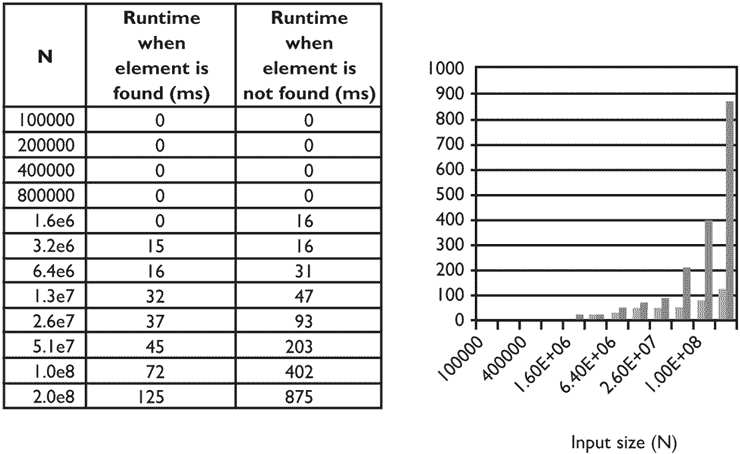 N Runtime when element is found (ms) Runtime when element is not found (ms)
100000 0 0
200000 0 0
400000 0 0
800000 0 0
1.6e6 0 16
3.2e6 15 16
6.4e6 16 31
1.3e7 32 47
2.6e7 37 93
5.1e7 45 203
1.0e8 72 402
2.0e8 125 875
1000
900
800
700
600
500
400
300
200
100
0
100000
400000
1.60E+06
6.40E+06
2.60E+07
1.00E+08
Input size (N)